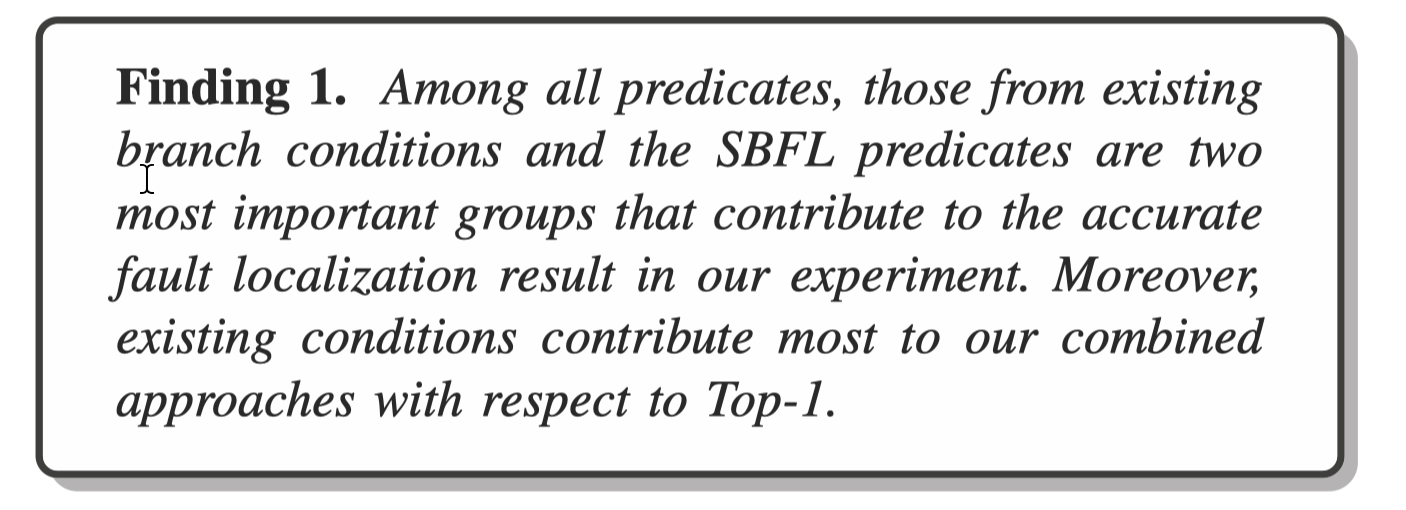 Finding 1. Among all predicates, those from existing
branch conditions and the SBFL predicates are two
most important groups that contribute to the accurate
fault localization result in our experiment. Moreover,
existing conditions contribute most to our combined
approaches with respect to Top-1.